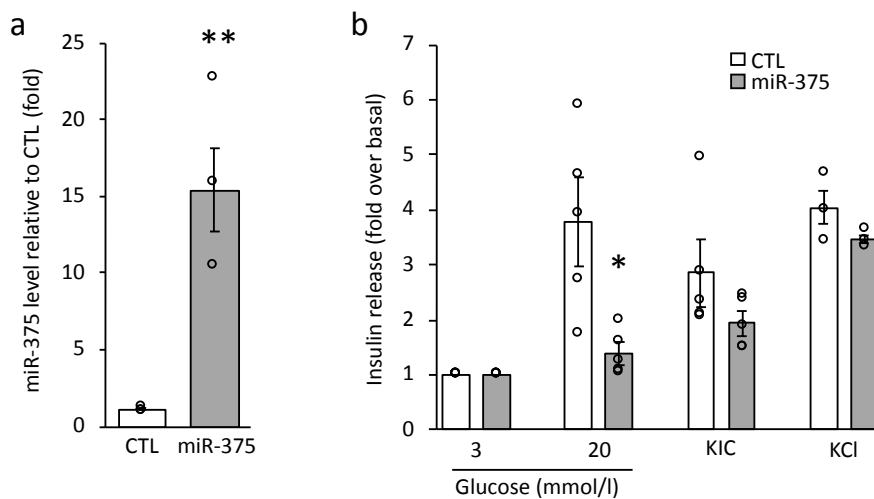 a
miR-375 level relative to CTL (fold)
25
20
15
10
5
0
**
CTL miR-375
b
Insulin release (fold over basal)
7
6
5
4
3
2
1
0
CTL
miR-375
*
3 20 KIC KCl
Glucose (mmol/l)